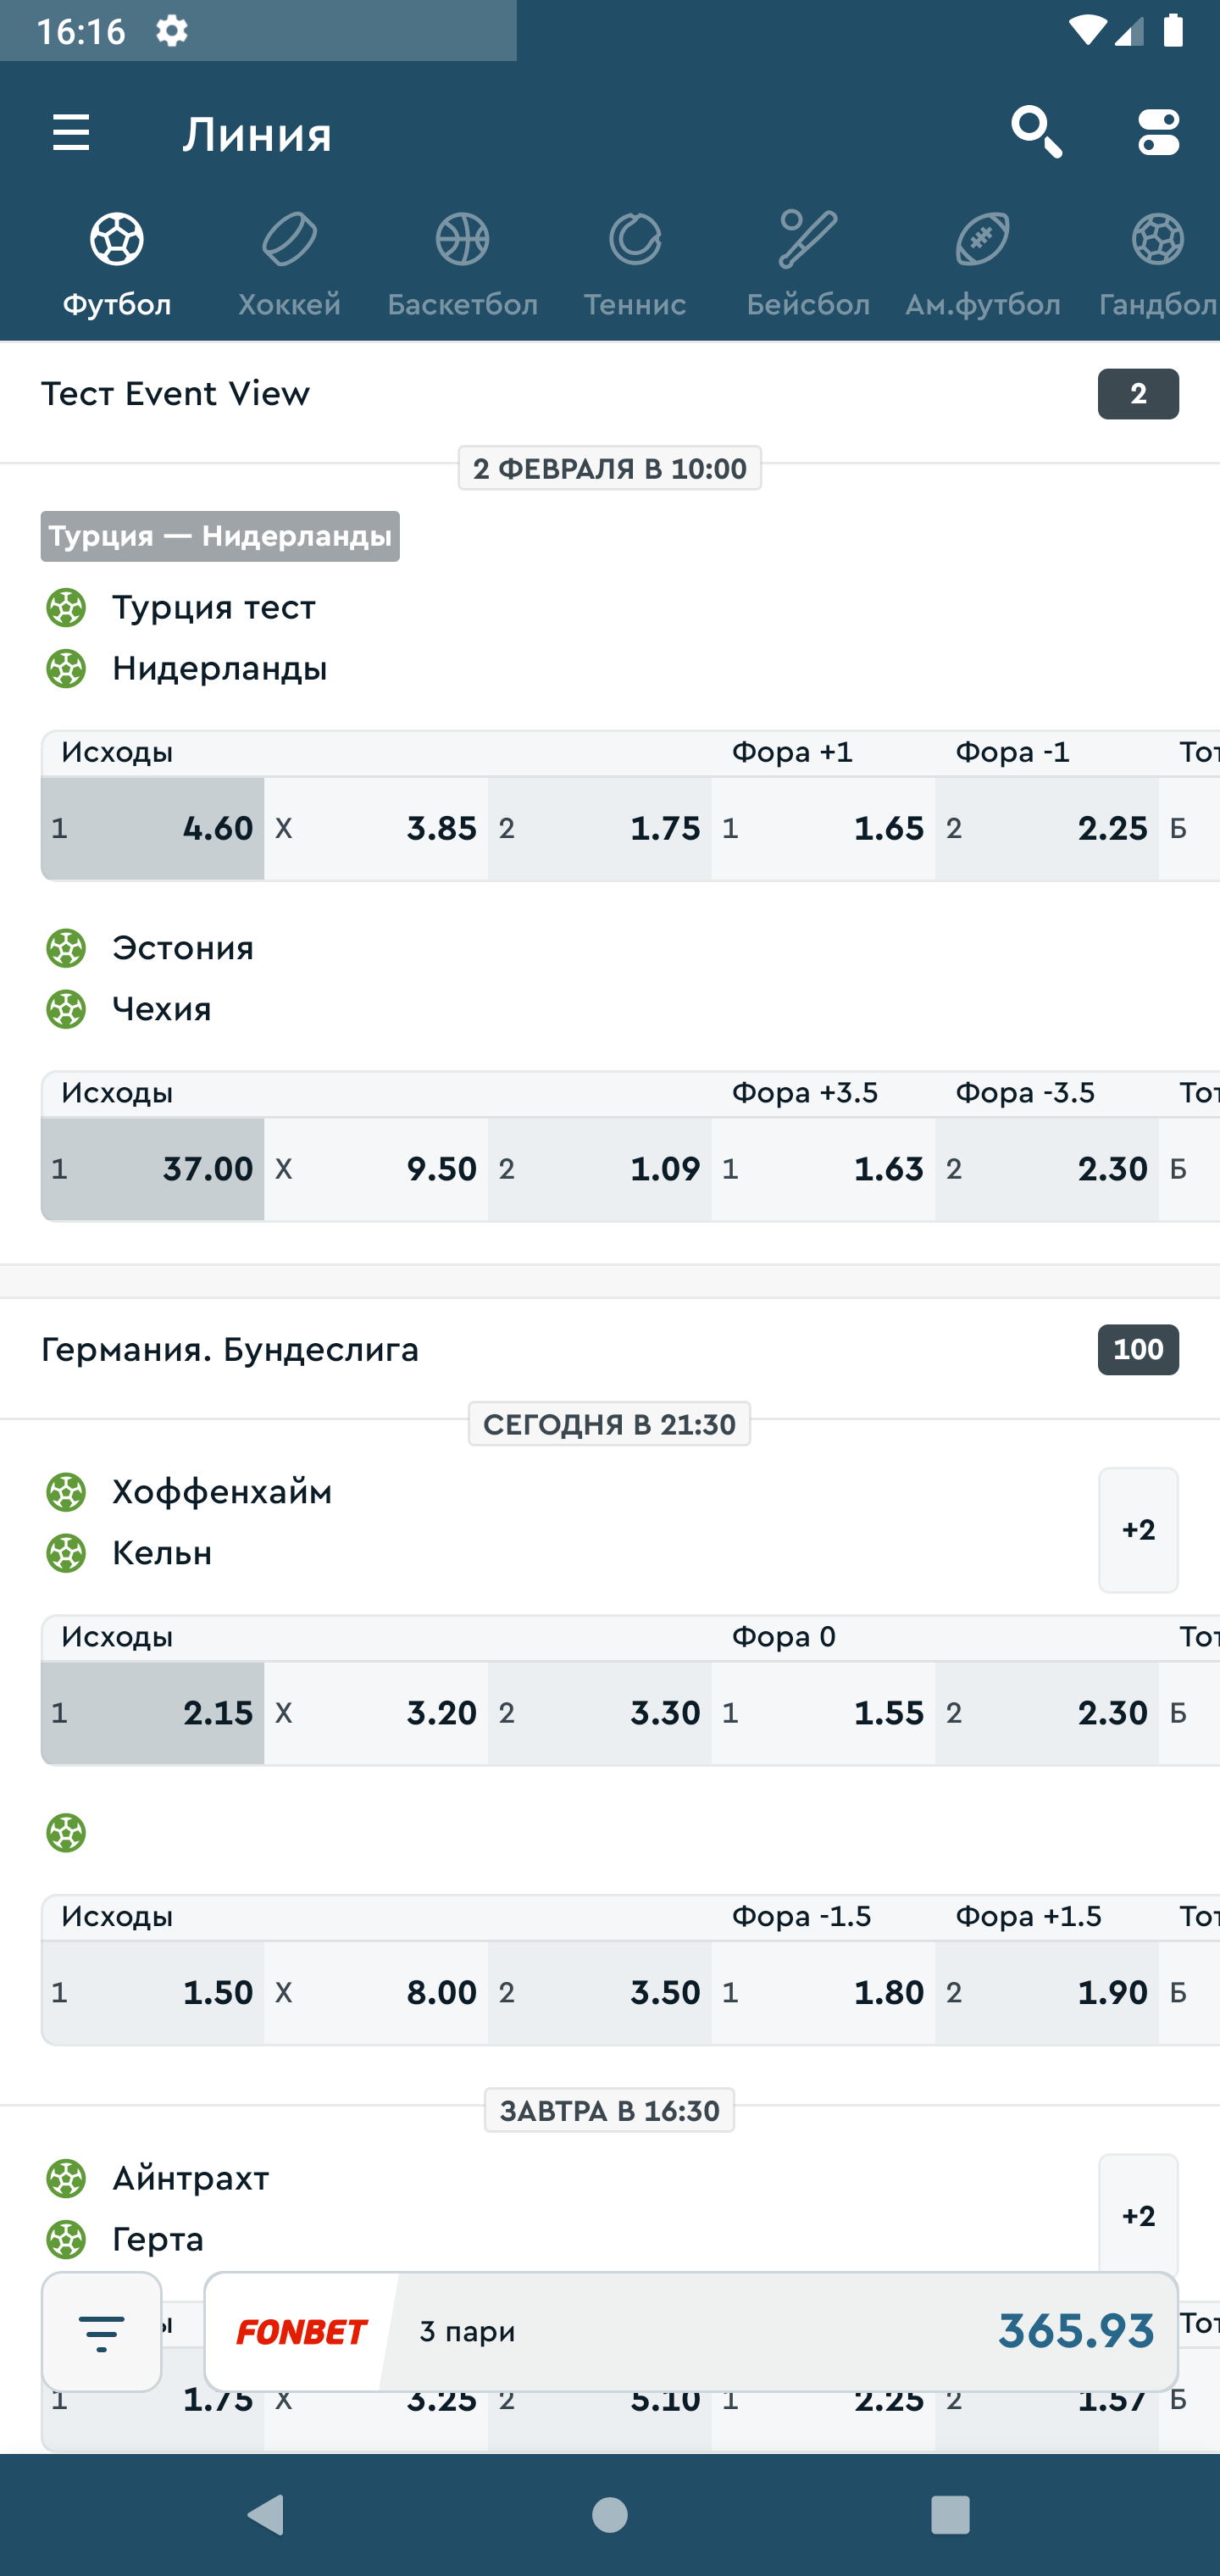 16:16
Линия
Футбол Хоккей Баскетбол Теннис Бейсбол Ам.футбол Гандбол
Тест Event View 2
2 ФЕВРАЛЯ В 10:00
Турция — Нидерланды
Турция тест
Нидерланды
Исходы Фора +1 Фора -1 Тот
1 4.60 X 3.85 2 1.75 1 1.65 2 2.25 Б
Эстония
Чехия
Исходы Фора +3.5 Фора -3.5 Тот
1 37.00 X 9.50 2 1.09 1 1.63 2 2.30 Б
Германия. Бундеслига 100
СЕГОДНЯ В 21:30
Хоффенхайм
+2
Кельн
Исходы Фора 0 Тот
1 2.15 X 3.20 2 3.30 1 1.55 2 2.30 Б
Исходы Фора -1.5 Фора +1.5 Тот
1 1.50 X 8.00 2 3.50 1 1.80 2 1.90 Б
ЗАВТРА В 16:30
Айнтрахт
+2
Герта
ы FONBET 3 пари 365.93 Тот
1 1.75 X 3.25 2 5.10 1 2.25 2 1.57 Б